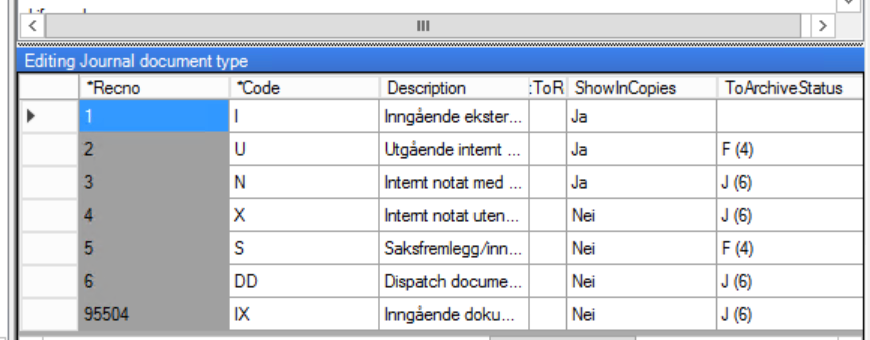 Editing Journal document type
*Recno *Code Description :ToR ShowInCopies ToArchiveStatus
1 I Inngående ekster... Ja
2 U Utgående internt ... Ja F (4)
3 N Internt notat med ... Ja J (6)
4 X Internt notat uten... Nei J (6)
5 S Saksfremlegg/inn... Nei F (4)
6 DD Dispatch docume... Nei J (6)
95504 IX Inngående doku... Nei J (6)